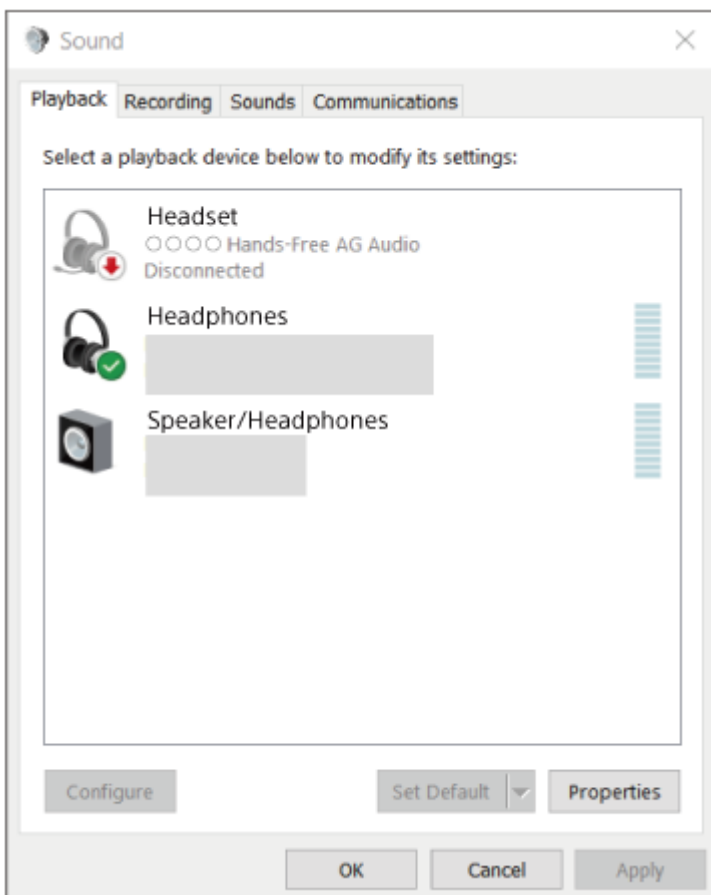 Sound
Playback Recording Sounds Communications
Select a playback device below to modify its settings:
Headset
○○○○ Hands-Free AG Audio
Disconnected
Headphones
Speaker/Headphones
Configure Set Default Properties
OK Cancel Apply